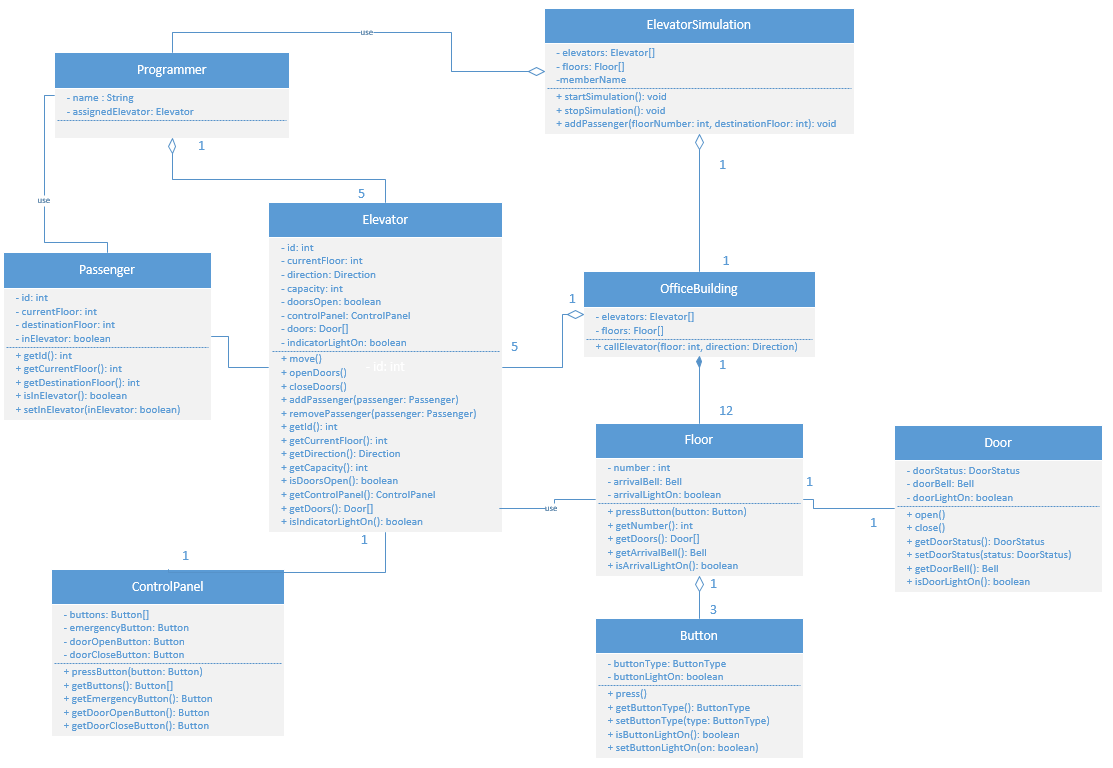 ElevatorSimulation
- elevators: Elevator[]
- floors: Floor[]
-memberName
+ startSimulation(): void
+ stopSimulation(): void
+ addPassenger(floorNumber: int, destinationFloor: int): void
use
Programmer
- name : String
- assignedElevator: Elevator
1
5
use
1
1
Elevator
- id: int
- currentFloor: int
- direction: Direction
- capacity: int
- doorsOpen: boolean
- controlPanel: ControlPanel
- doors: Door[]
- indicatorLightOn: boolean
+ move()
- id: int
+ openDoors()
+ closeDoors()
+ addPassenger(passenger: Passenger)
+ removePassenger(passenger: Passenger)
+ getId(): int
+ getCurrentFloor(): int
+ getDirection(): Direction
+ getCapacity(): int
+ isDoorsOpen(): boolean
+ getControlPanel(): ControlPanel
+ getDoors(): Door[]
+ isIndicatorLightOn(): boolean
Passenger
- id: int
- currentFloor: int
- destinationFloor: int
- inElevator: boolean
+ getId(): int
+ getCurrentFloor(): int
+ getDestinationFloor(): int
+ isInElevator(): boolean
+ setInElevator(inElevator: boolean)
OfficeBuilding
- elevators: Elevator[]
- floors: Floor[]
+ callElevator(floor: int, direction: Direction)
1
5
1
12
Floor
- number : int
- arrivalBell: Bell
- arrivalLightOn: boolean
+ pressButton(button: Button)
+ getNumber(): int
+ getDoors(): Door[]
+ getArrivalBell(): Bell
+ isArrivalLightOn(): boolean
use
1
1
Door
- doorStatus: DoorStatus
- doorBell: Bell
- doorLightOn: boolean
+ open()
+ close()
+ getDoorStatus(): DoorStatus
+ setDoorStatus(status: DoorStatus)
+ getDoorBell(): Bell
+ isDoorLightOn(): boolean
1
1
ControlPanel
- buttons: Button[]
- emergencyButton: Button
- doorOpenButton: Button
- doorCloseButton: Button
+ pressButton(button: Button)
+ getButtons(): Button[]
+ getEmergencyButton(): Button
+ getDoorOpenButton(): Button
+ getDoorCloseButton(): Button
1
3
Button
- buttonType: ButtonType
- buttonLightOn: boolean
+ press()
+ getButtonType(): ButtonType
+ setButtonType(type: ButtonType)
+ isButtonLightOn(): boolean
+ setButtonLightOn(on: boolean)